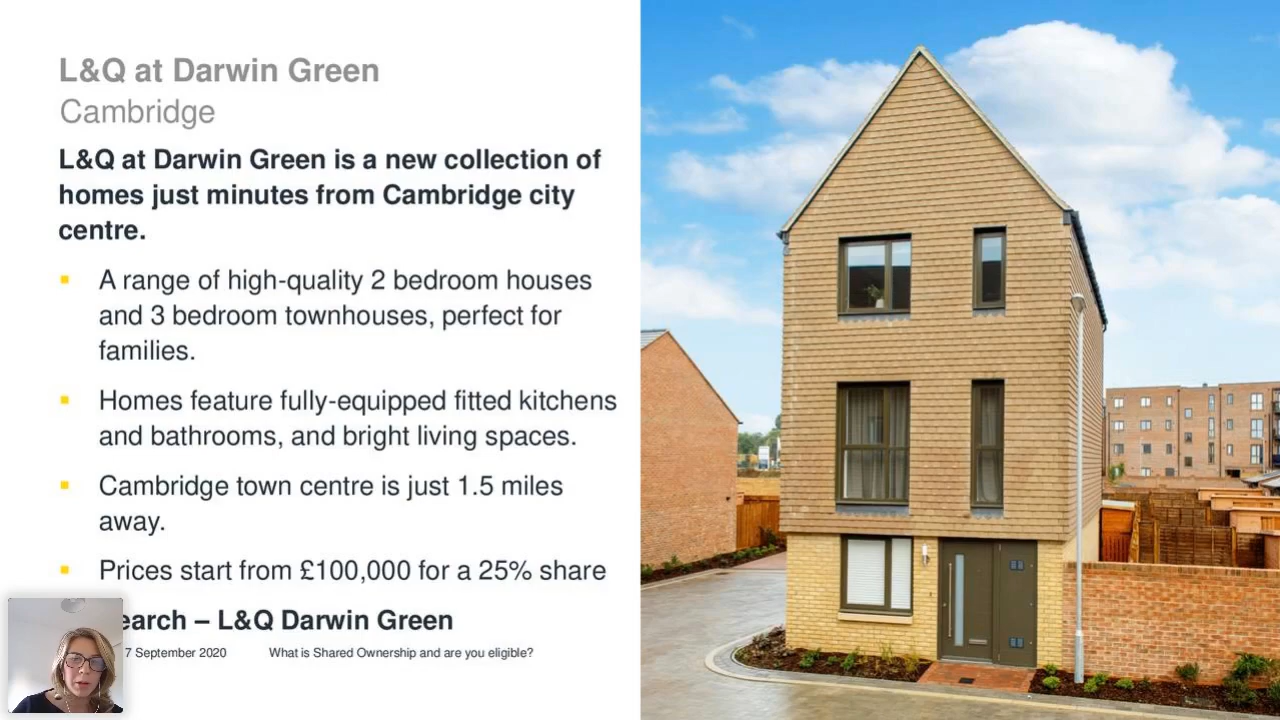 L&Q at Darwin Green
Cambridge
L&Q at Darwin Green is a new collection of
homes just minutes from Cambridge city
centre.
A range of high-quality 2 bedroom houses
and 3 bedroom townhouses, perfect for
families.
Homes feature fully-equipped fitted kitchens
and bathrooms, and bright living spaces.
Cambridge town centre is just 1.5 miles
away.
Prices start from £100,000 for a 25% share
earch – L&Q Darwin Green
7 September 2020 What is Shared Ownership and are you eligible?